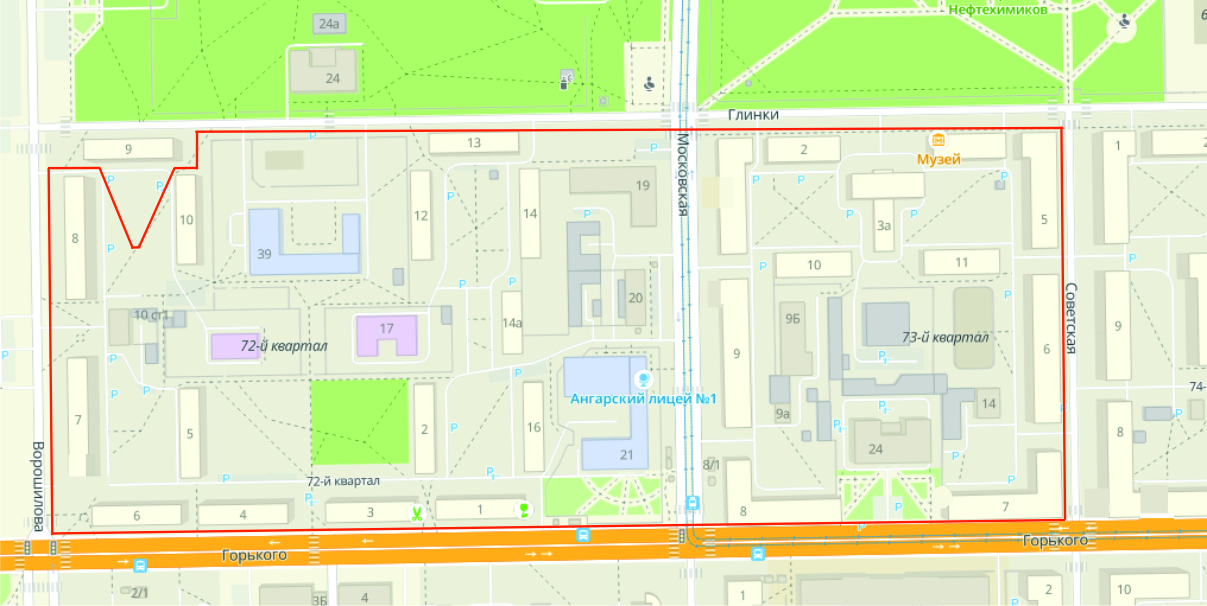 Нефтехимиков
24а
24
Глинки
9
13
2
Музей
1
Московская
19
8
10
12
14
3а
5
39
10
11
20
10 ст1
14а
17
72-й квартал
9Б
73-й квартал
Советская
9
6
9
Ангарский лицей №1
74-
7
5
2
16
9а
14
8
24
21
8/1
Ворошилова
72-й квартал
6
4
3
1
8
7
Горького
Горького
2/1
3Б
4
1
2
10